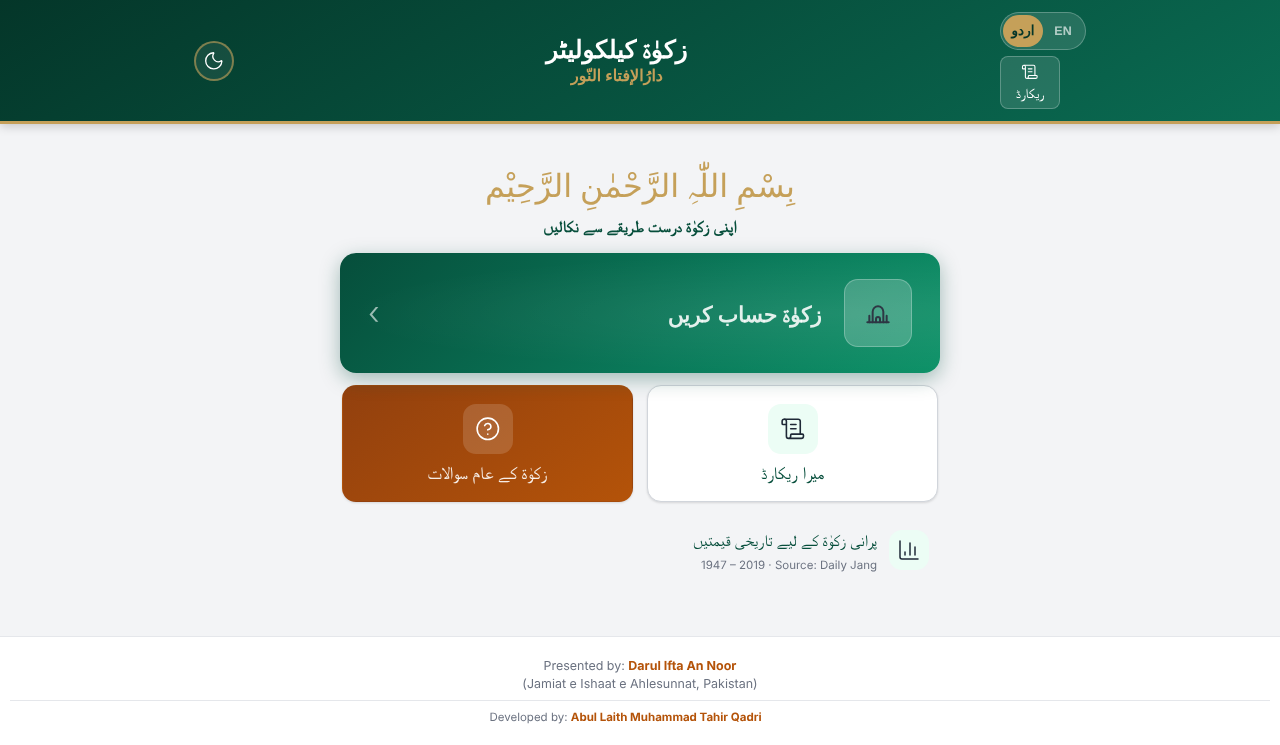 اردو EN
ریکارڈ
زکوٰۃ کیلکولیٹر
دارُالإفتاء النّور
بِسْمِ اللّٰہِ الرَّحْمٰنِ الرَّحِیْم
اپنی زکوٰۃ درست طریقے سے نکالیں
زکوٰۃ حساب کریں
میرا ریکارڈ
زکوٰۃ کے عام سوالات
پرانی زکوٰۃ کے لیے تاریخی قیمتیں
1947 – 2019 · Source: Daily Jang
Presented by: Darul Ifta An Noor
(Jamiat e Ishaat e Ahlesunnat, Pakistan)
Developed by: Abul Laith Muhammad Tahir Qadri